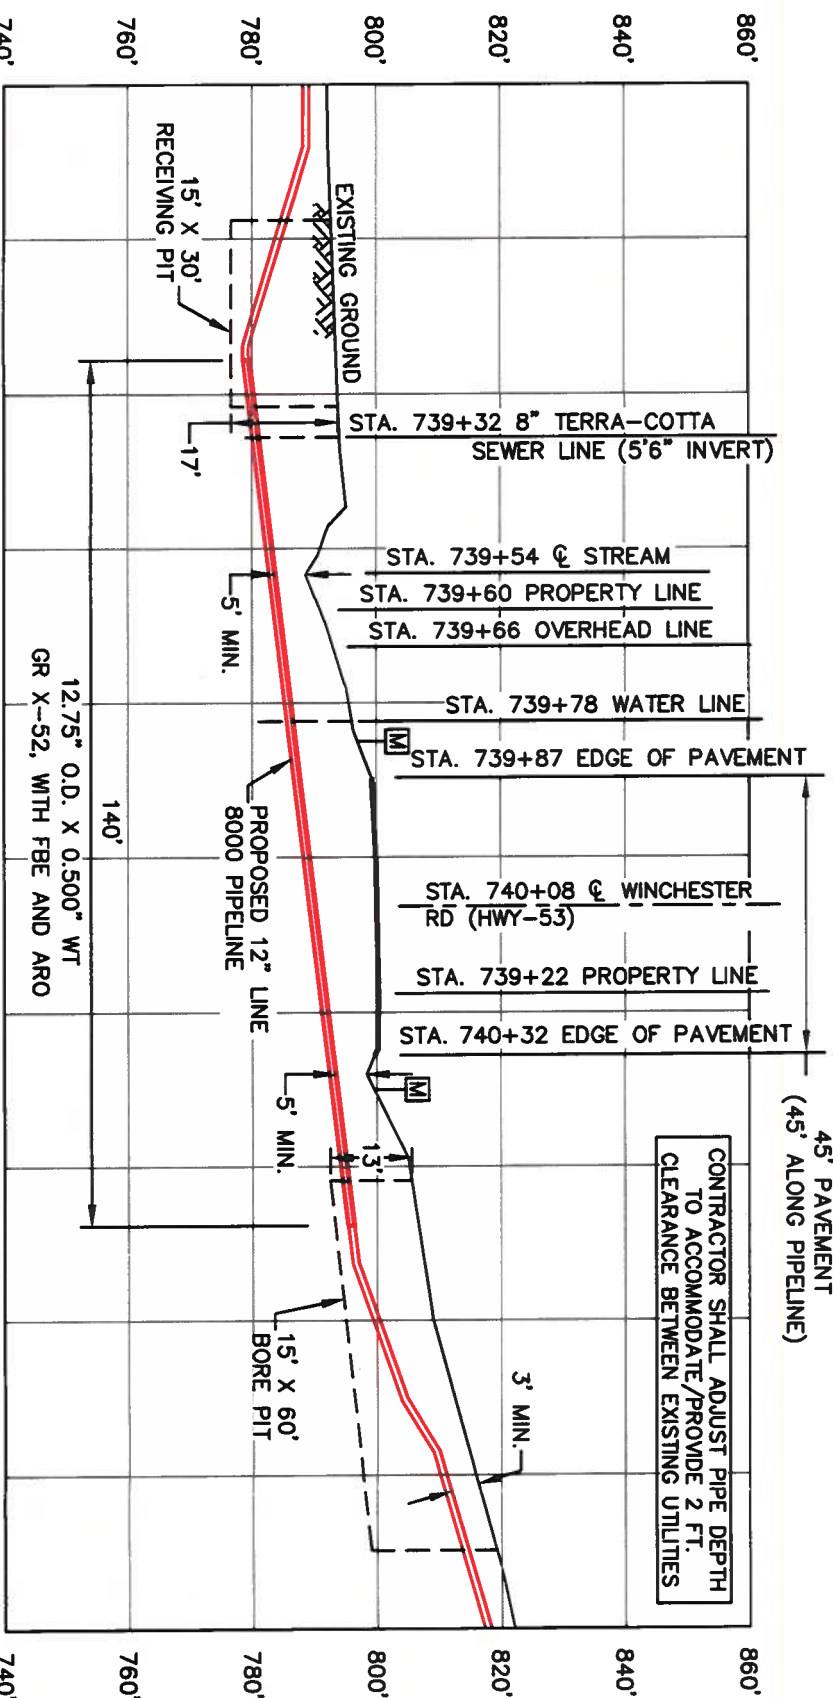 860'
840'
820'
800'
780'
760'
740'
45' PAVEMENT
(45' ALONG PIPELINE)
CONTRACTOR SHALL ADJUST PIPE DEPTH
TO ACCOMMODATE/PROVIDE 2 FT.
CLEARANCE BETWEEN EXISTING UTILITIES
STA. 739+32 8" TERRA-COTTA
SEWER LINE (5'6" INVERT)
STA. 739+54 ℄ STREAM
STA. 739+60 PROPERTY LINE
STA. 739+66 OVERHEAD LINE
STA. 739+78 WATER LINE
STA. 739+87 EDGE OF PAVEMENT
STA. 740+08 ℄ WINCHESTER
RD (HWY-53)
STA. 739+22 PROPERTY LINE
STA. 740+32 EDGE OF PAVEMENT
EXISTING GROUND
M
M
3' MIN.
13'
15' X 30'
RECEIVING PIT
17'
5' MIN.
PROPOSED 12" LINE
8000 PIPELINE
5' MIN.
15' X 60'
BORE PIT
140'
12.75" O.D. X 0.500" WT
GR X-52, WITH FBE AND ARO
860'
840'
820'
800'
780'
760'
740'